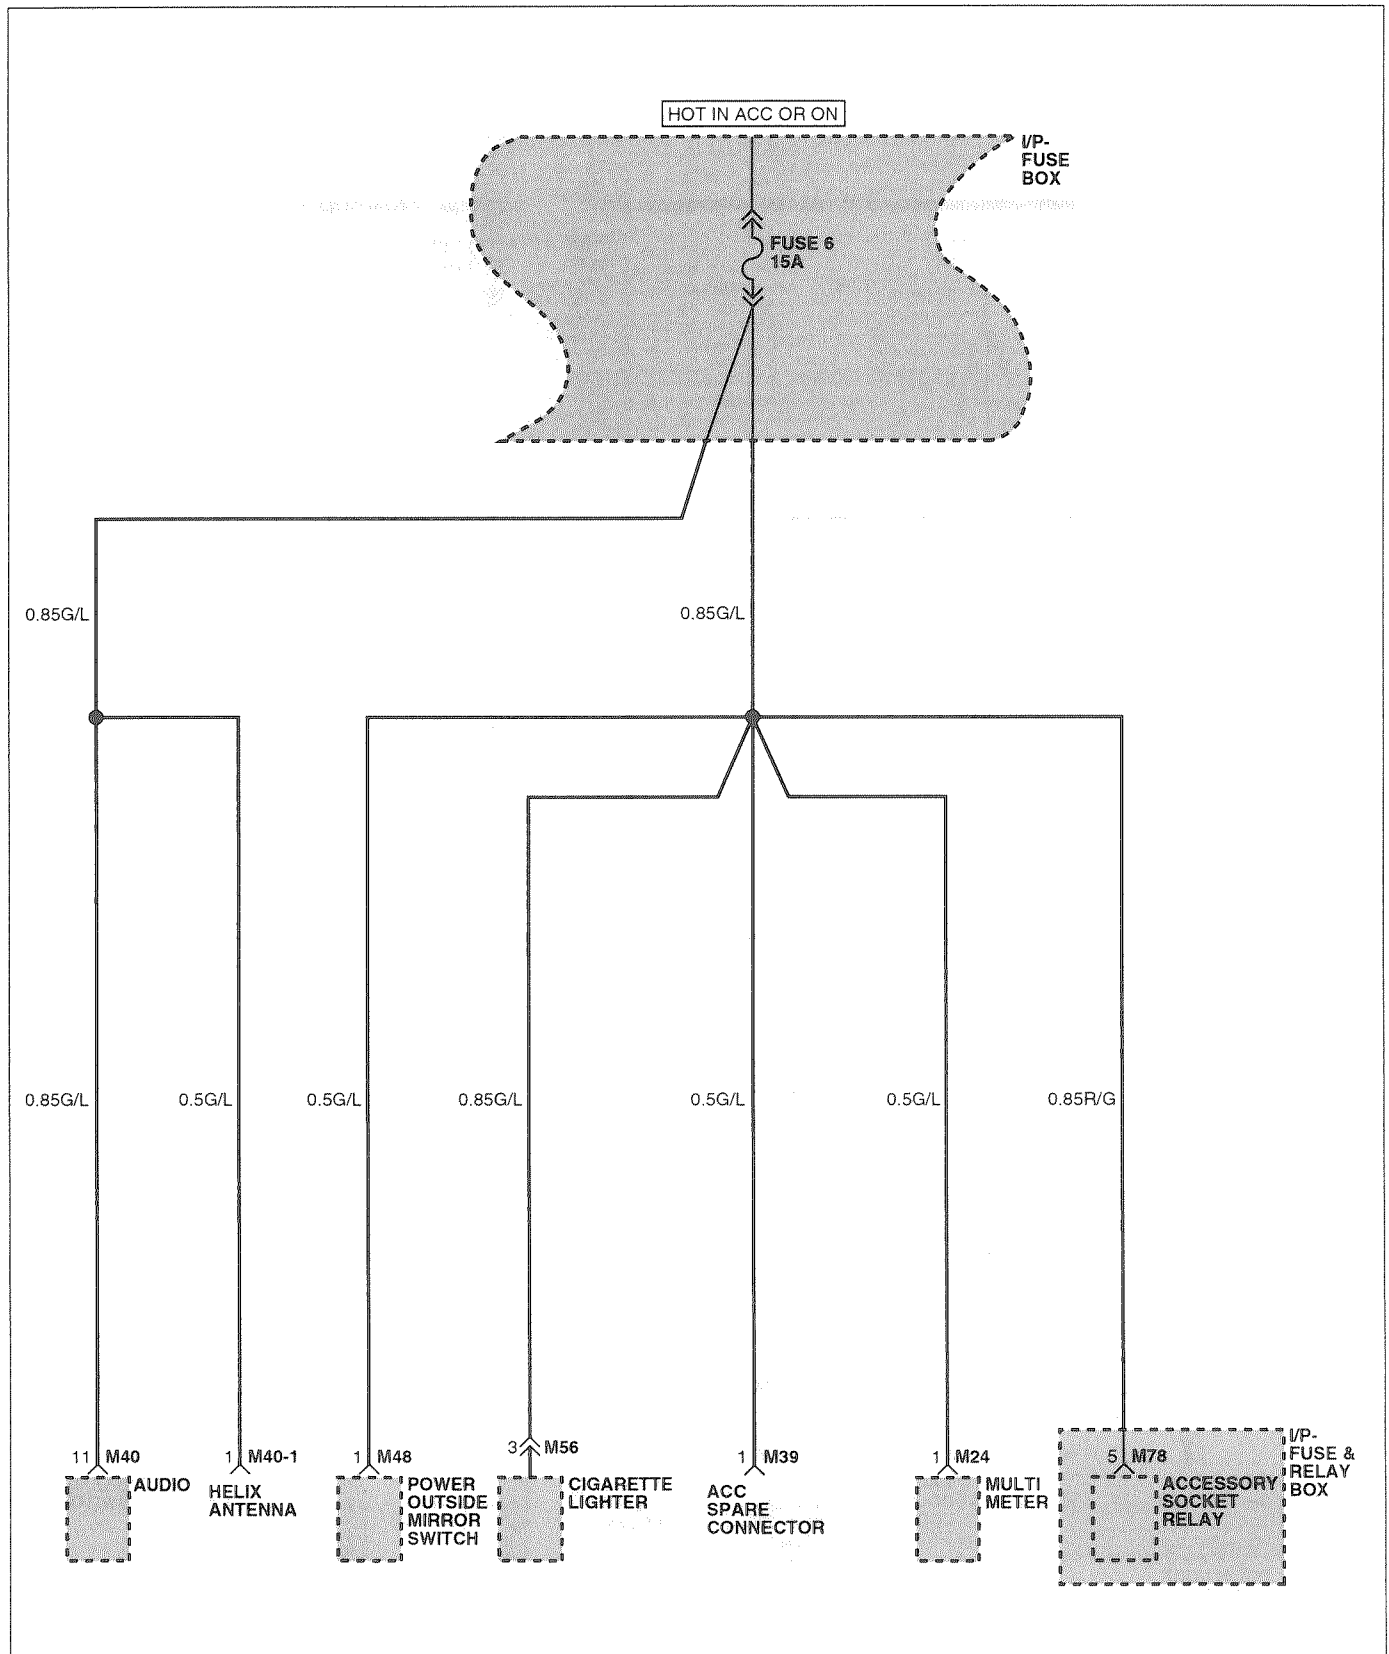 HOT IN ACC OR ON
I/P-
FUSE
BOX
FUSE 6
15A
0.85G/L
0.85G/L
0.85G/L
0.5G/L
0.5G/L
0.85G/L
0.5G/L
0.5G/L
0.85R/G
11 M40
AUDIO
1 M40-1
HELIX
ANTENNA
1 M48
POWER
OUTSIDE
MIRROR
SWITCH
3 M56
CIGARETTE
LIGHTER
1 M39
ACC
SPARE
CONNECTOR
1 M24
MULTI
METER
5 M78
ACCESSORY
SOCKET
RELAY
I/P-
FUSE &
RELAY
BOX